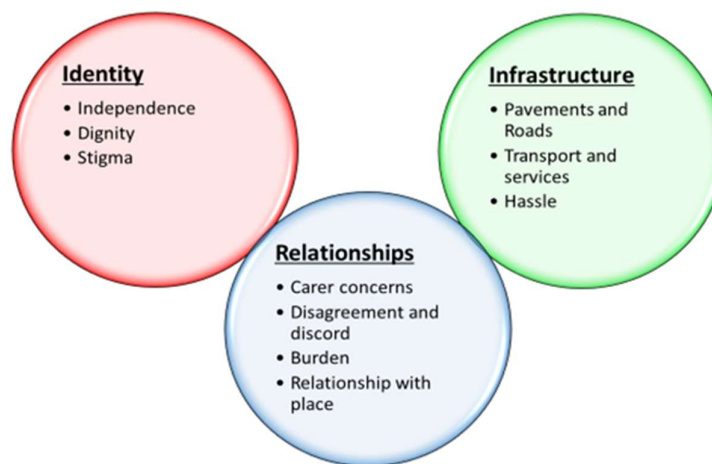 Identity
• Independence
• Dignity
• Stigma
Infrastructure
• Pavements and
Roads
• Transport and
services
• Hassle
Relationships
• Carer concerns
• Disagreement and
discord
• Burden
• Relationship with
place